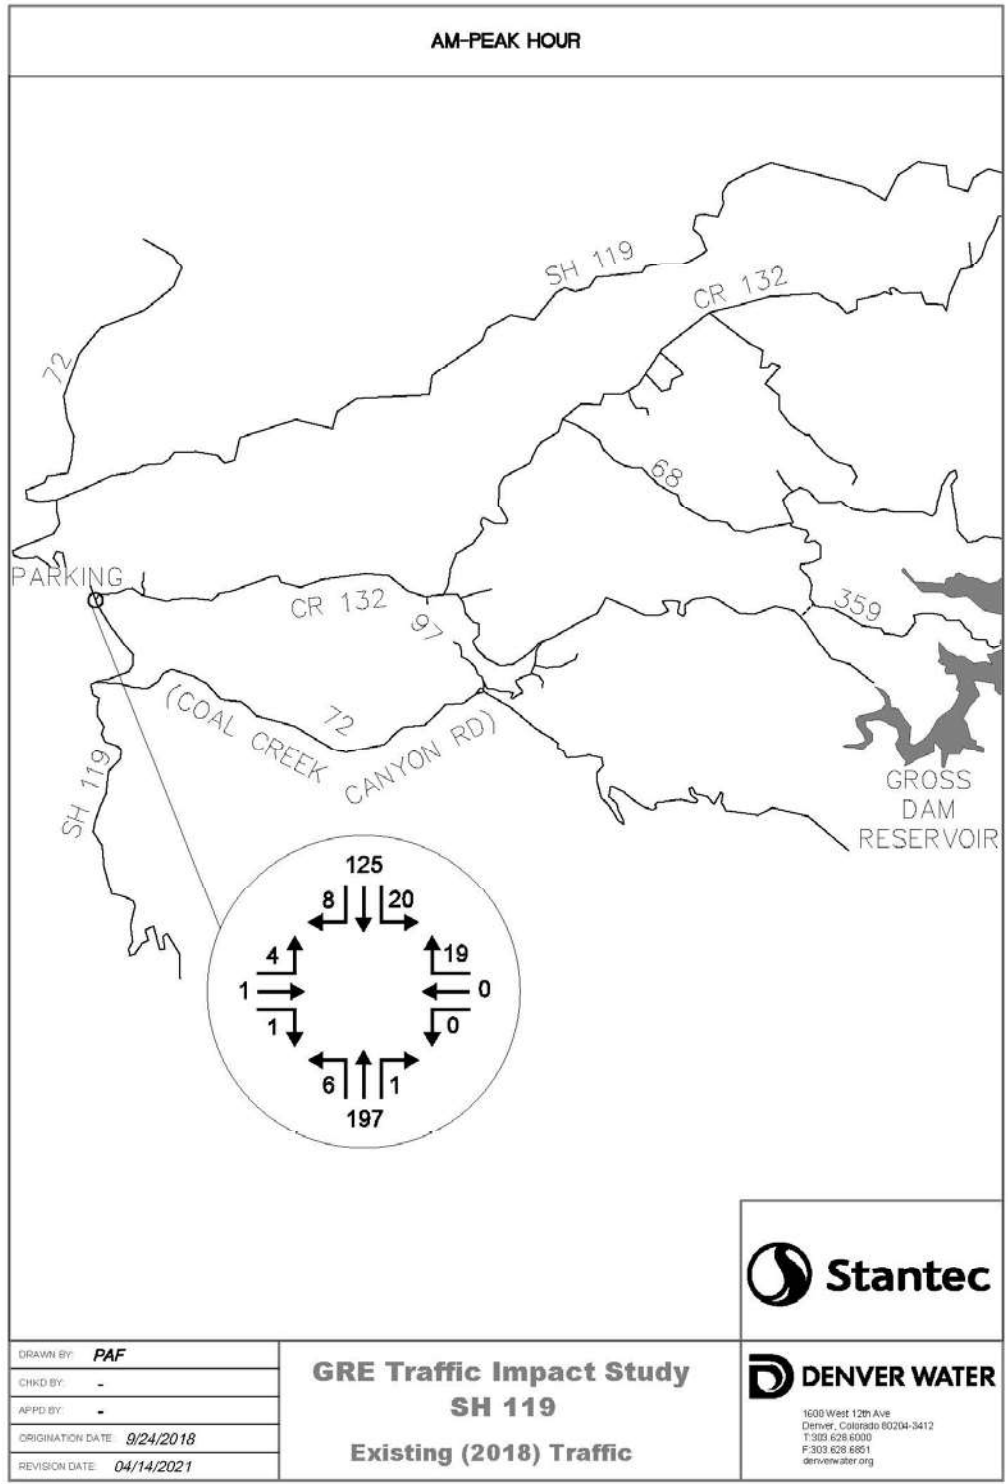 AM-PEAK HOUR
SH 119
CR 132
72
68
PARKING
CR 132
97
359
(COAL CREEK
72
CANYON RD)
SH 119
GROSS
DAM
RESERVOIR
125
8
20
4
19
1
0
1
0
6
1
197
Stantec
DRAWN BY: PAF
CHKD BY: -
APPD BY: -
ORIGINATION DATE: 9/24/2018
REVISION DATE: 04/14/2021
GRE Traffic Impact Study
SH 119
Existing (2018) Traffic
DENVER WATER
1600 West 12th Ave
Denver, Colorado 80204-3412
T:303.628.6000
F:303.628.6851
denverwater.org